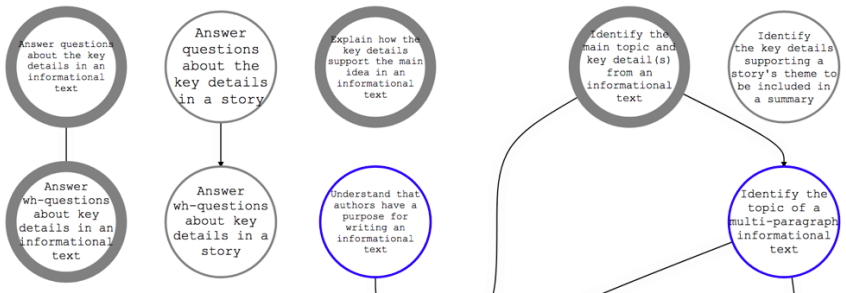 Answer questions
about the key
details in an
informational
text
Answer
questions
about the
key details
in a story
Explain how the
key details
support the main
idea in an
informational
text
Identify the
main topic and
key detail(s)
from an
informational
text
Identify
the key details
supporting a
story's theme to
be included in
a summary
Answer
wh-questions
about key
details in an
informational
text
Answer
wh-questions
about key
details in a
story
Understand that
authors have a
purpose for
writing an
informational
text
Identify the
topic of a
multi-paragraph
informational
text